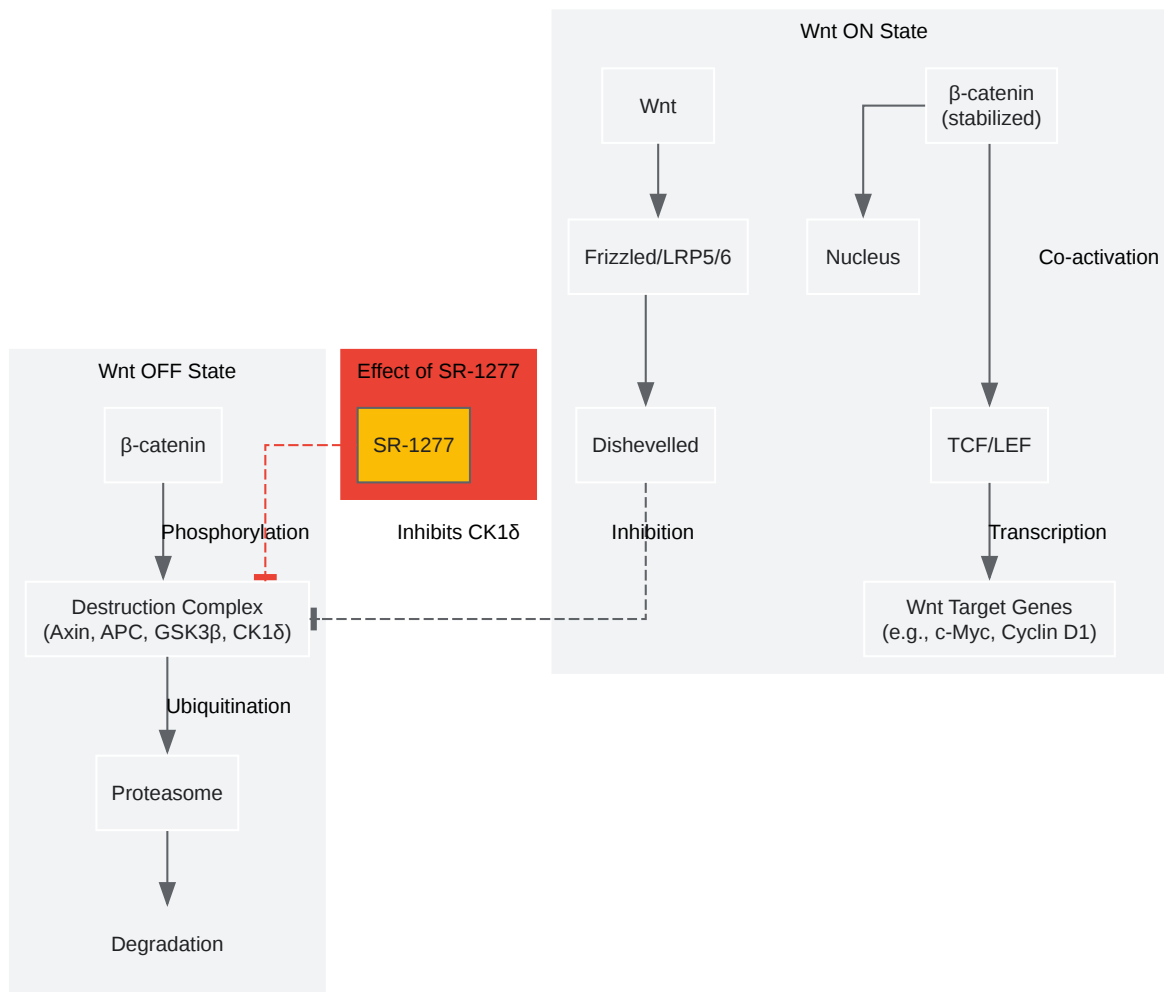 Wnt ON State
Wnt
β-catenin
(stabilized)
Frizzled/LRP5/6
Nucleus
Co-activation
Wnt OFF State
Effect of SR-1277
β-catenin
SR-1277
Dishevelled
TCF/LEF
Phosphorylation
Inhibits CK1δ
Inhibition
Transcription
Destruction Complex
(Axin, APC, GSK3β, CK1δ)
Wnt Target Genes
(e.g., c-Myc, Cyclin D1)
Ubiquitination
Proteasome
Degradation